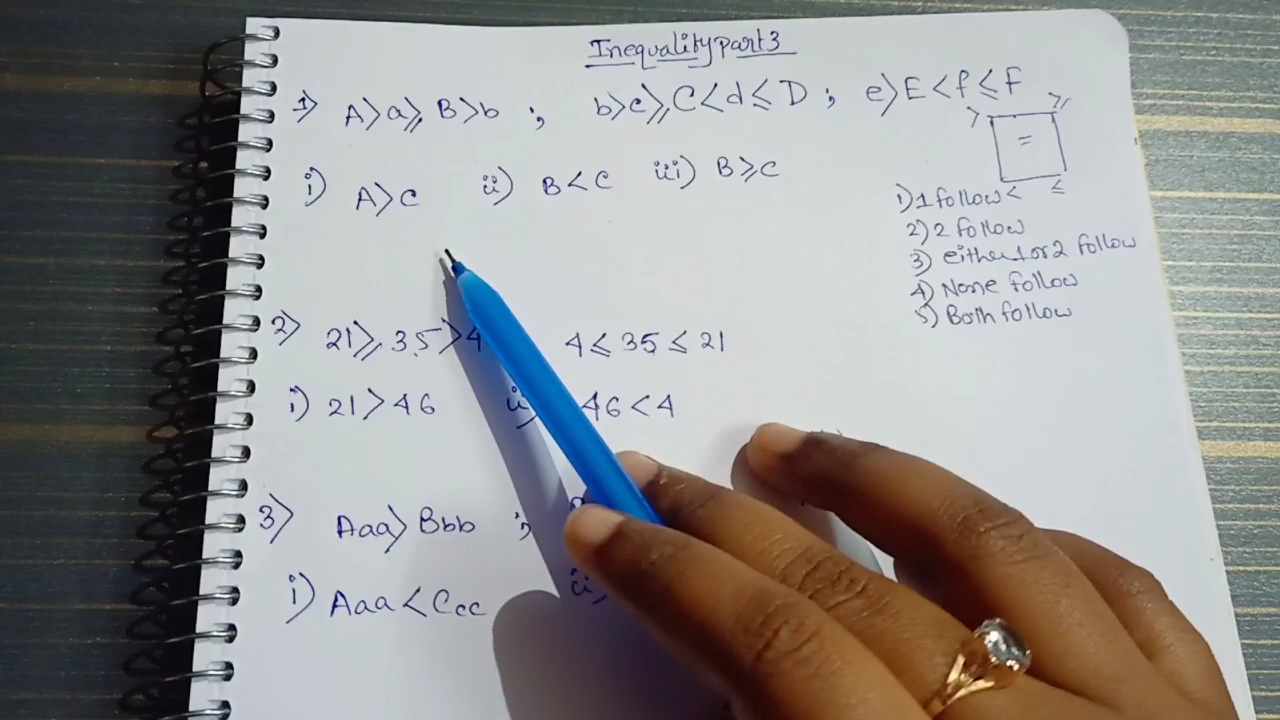 Inequality part 3
1) A>a≥B>b ; b>c≥C<d≤D ; e>E<f≤F
> ≥
=
< ≤
i) A>C ii) B<C iii) B≥C
1) 1 follow
2) 2 follow
3) either 1 or 2 follow
4) None follow
5) Both follow
2) 21≥35>4 4≤35≤21
i) 21>46 ii) 46<4
3) Aaa>Bbb ;
i) Aaa<Ccc ii)